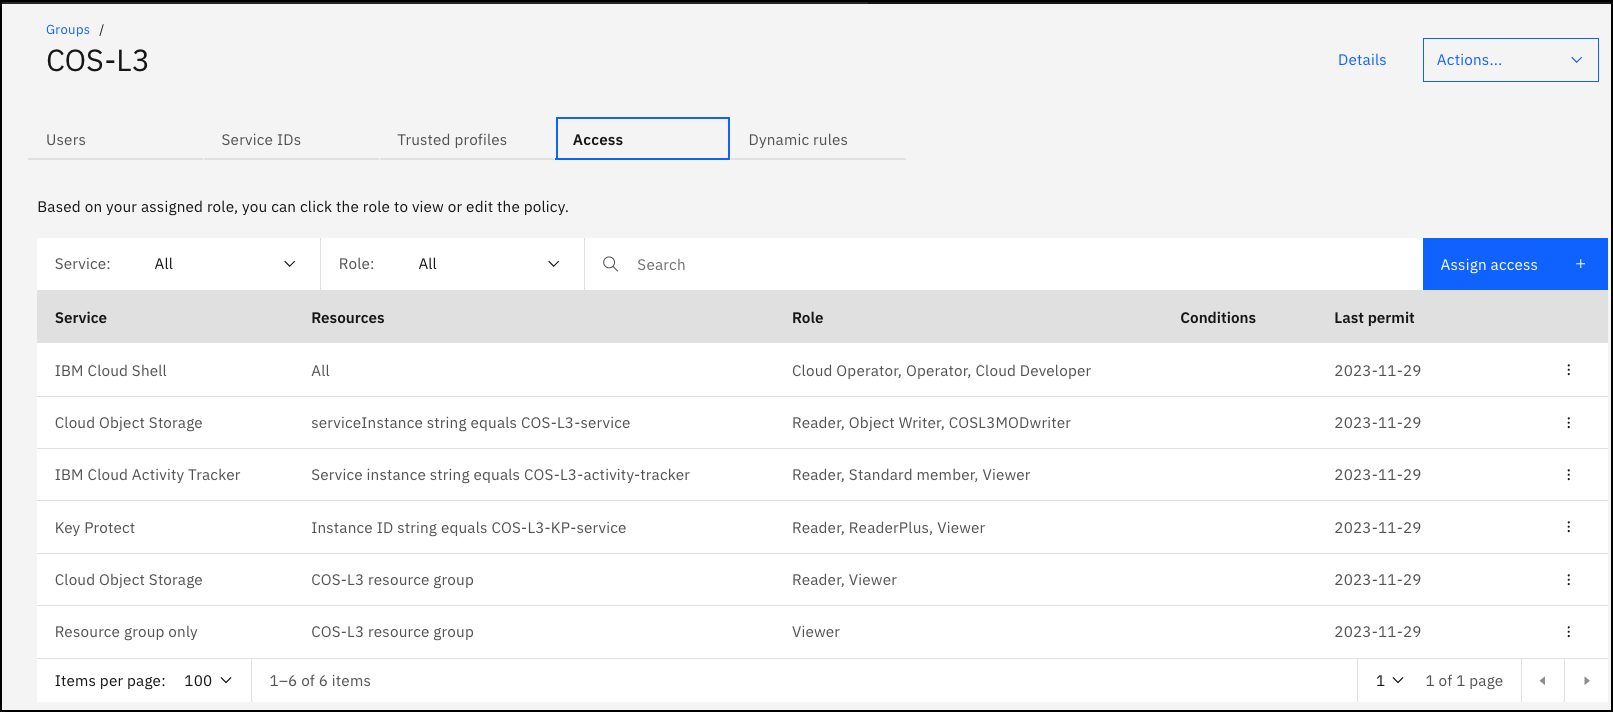 Groups /
COS-L3
Details Actions...
Users Service IDs Trusted profiles Access Dynamic rules
Based on your assigned role, you can click the role to view or edit the policy.
Service: All Role: All Search Assign access +
Service Resources Role Conditions Last permit
IBM Cloud Shell All Cloud Operator, Operator, Cloud Developer 2023-11-29
Cloud Object Storage serviceInstance string equals COS-L3-service Reader, Object Writer, COSL3MODwriter 2023-11-29
IBM Cloud Activity Tracker Service instance string equals COS-L3-activity-tracker Reader, Standard member, Viewer 2023-11-29
Key Protect Instance ID string equals COS-L3-KP-service Reader, ReaderPlus, Viewer 2023-11-29
Cloud Object Storage COS-L3 resource group Reader, Viewer 2023-11-29
Resource group only COS-L3 resource group Viewer 2023-11-29
Items per page: 100 1–6 of 6 items 1 1 of 1 page